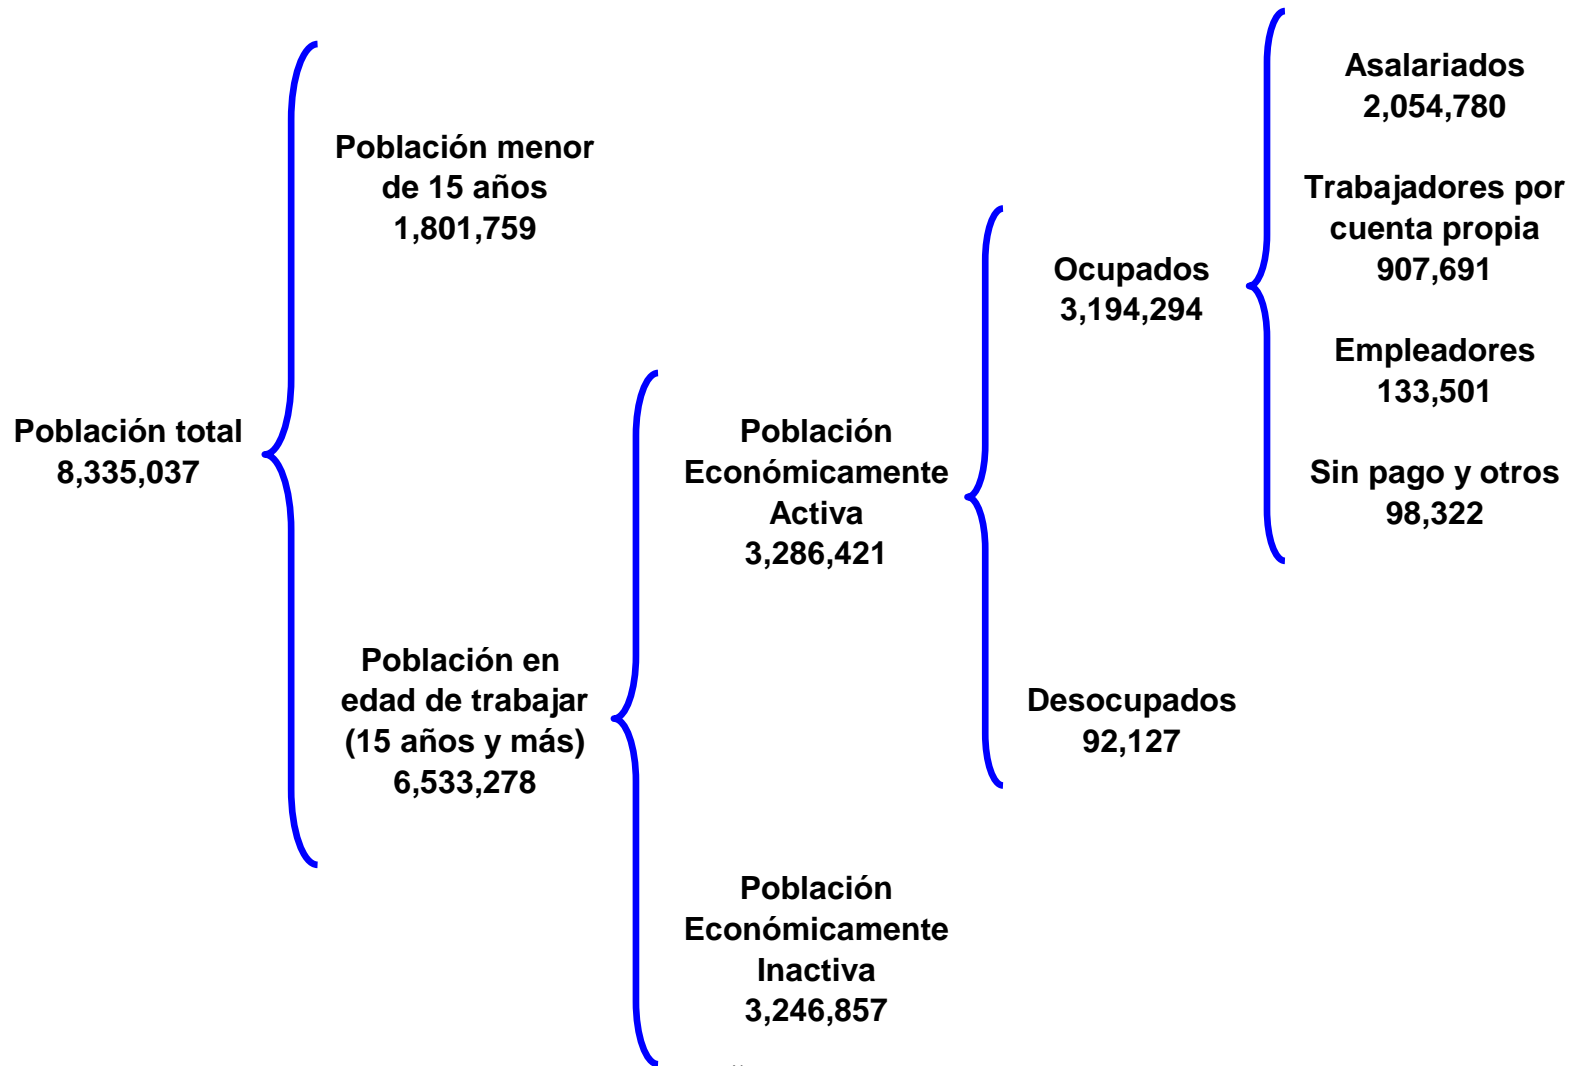 Población total
8,335,037
Población menor
de 15 años
1,801,759
Población en
edad de trabajar
(15 años y más)
6,533,278
Población
Económicamente
Activa
3,286,421
Población
Económicamente
Inactiva
3,246,857
Ocupados
3,194,294
Desocupados
92,127
Asalariados
2,054,780
Trabajadores por
cuenta propia
907,691
Empleadores
133,501
Sin pago y otros
98,322